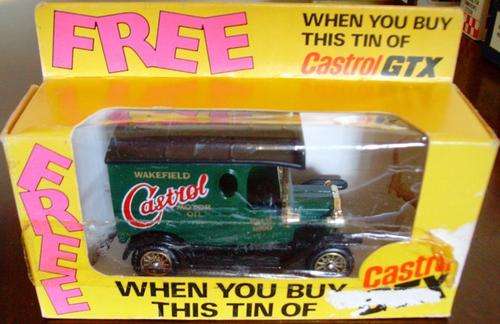 FREE
WHEN YOU BUY
THIS TIN OF
Castrol GTX
FREE
WAKEFIELD
Castrol
MOTOR
OIL
Castrol
WHEN YOU BUY
GTX
THIS TIN OF